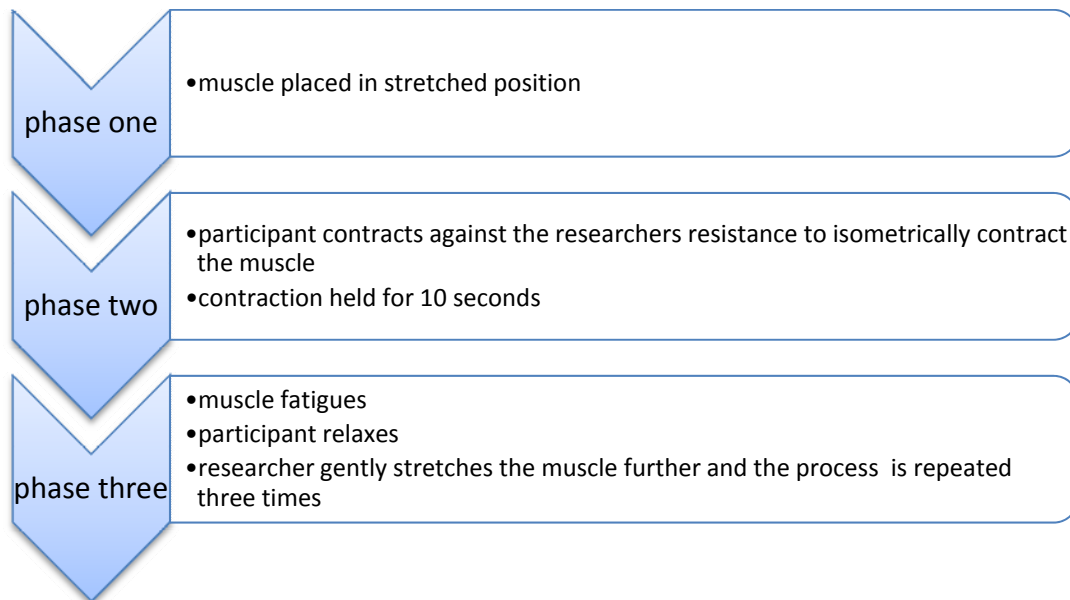 phase one
•muscle placed in stretched position
phase two
•participant contracts against the researchers resistance to isometrically contract
the muscle
•contraction held for 10 seconds
phase three
•muscle fatigues
•participant relaxes
•researcher gently stretches the muscle further and the process is repeated
three times